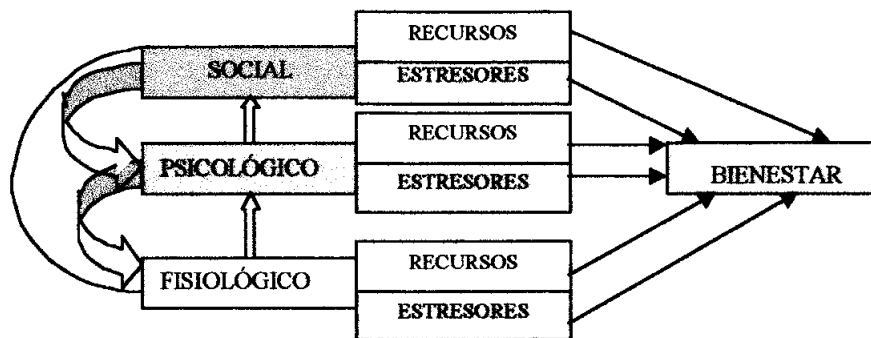 RECURSOS
SOCIAL
ESTRESORES
RECURSOS
PSICOLÓGICO
ESTRESORES
BIENESTAR
RECURSOS
FISIOLÓGICO
ESTRESORES